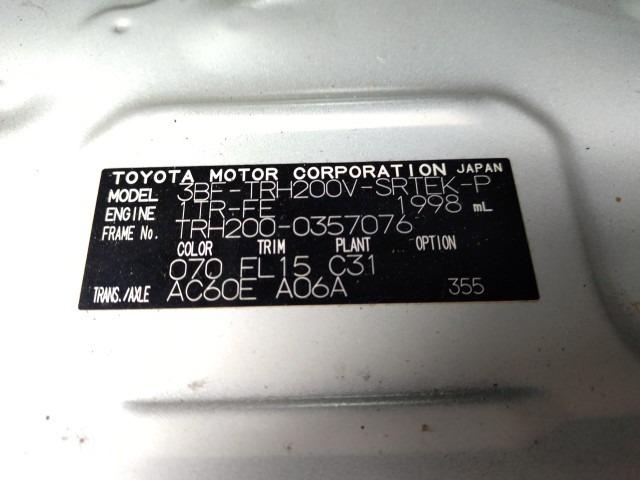 TOYOTA MOTOR CORPORATION JAPAN
MODEL 3BF-TRH200V-SRTEK-P
ENGINE 1TR-FE 1998 mL
FRAME No. TRH200-0357076
COLOR TRIM PLANT OPTION
070 FL15 C31
TRANS./AXLE AC60E A06A 355